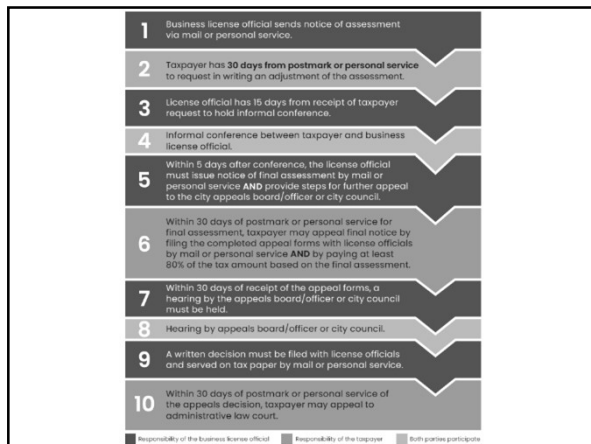 1
Business license official sends notice of assessment
via mail or personal service.
2
Taxpayer has 30 days from postmark or personal service
to request in writing an adjustment of the assessment.
3
License official has 15 days from receipt of taxpayer
request to hold informal conference.
4
Informal conference between taxpayer and business
license official.
5
Within 5 days after conference, the license official
must issue notice of final assessment by mail or
personal service AND provide steps for further appeal
to the city appeals board/officer or city council.
6
Within 30 days of postmark or personal service for
final assessment, taxpayer may appeal final notice by
filing the completed appeal forms with license officials
by mail or personal service AND by paying at least
80% of the tax amount based on the final assessment.
7
Within 30 days of receipt of the appeal forms, a
hearing by the appeals board/officer or city council
must be held.
8
Hearing by appeals board/officer or city council.
9
A written decision must be filed with license officials
and served on tax paper by mail or personal service.
10
Within 30 days of postmark or personal service of
the appeals decision, taxpayer may appeal to
administrative law court.
Responsibility of the business license official
Responsibility of the taxpayer
Both parties participate